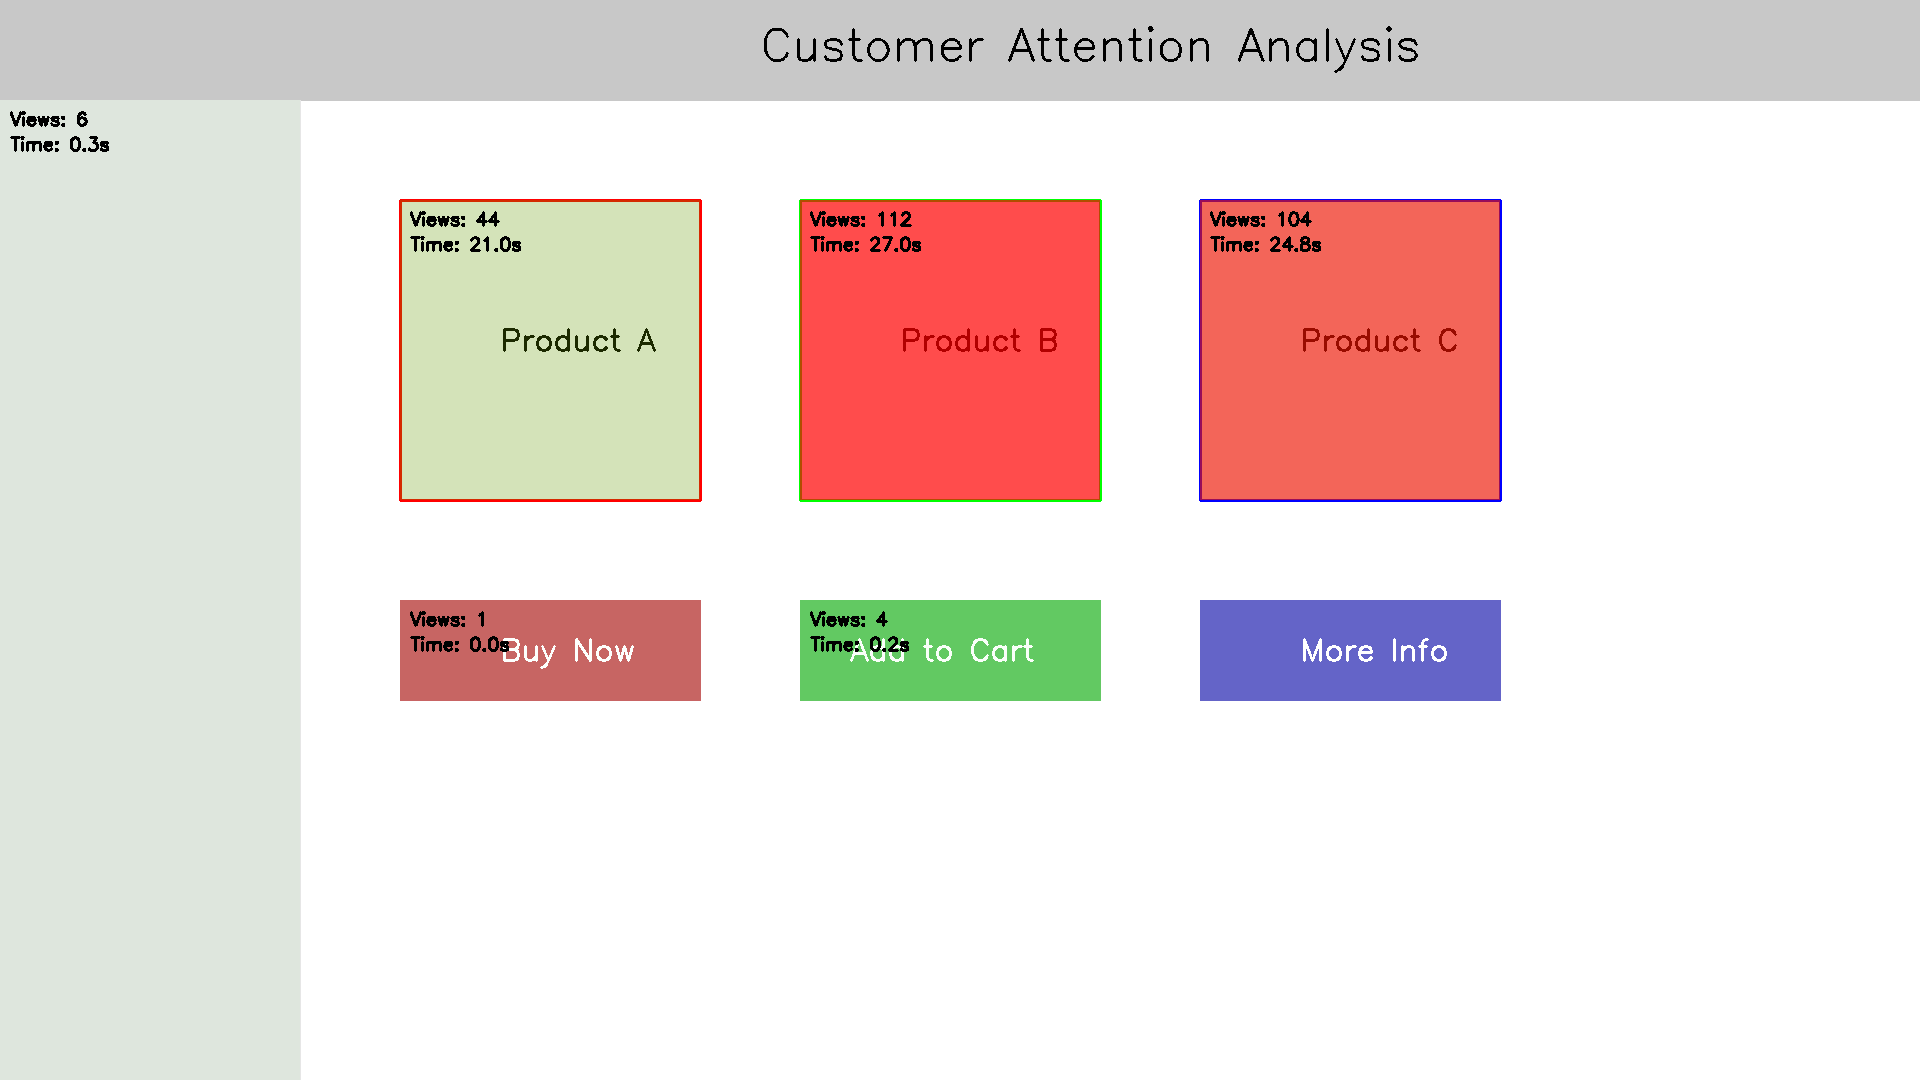 Customer Attention Analysis
Views: 6
Time: 0.3s
Views: 44
Time: 21.0s
Product A
Views: 112
Time: 27.0s
Product B
Views: 104
Time: 24.8s
Product C
Views: 1
Time: 0.0s
Buy Now
Views: 4
Time: 0.2s
Add to Cart
More Info